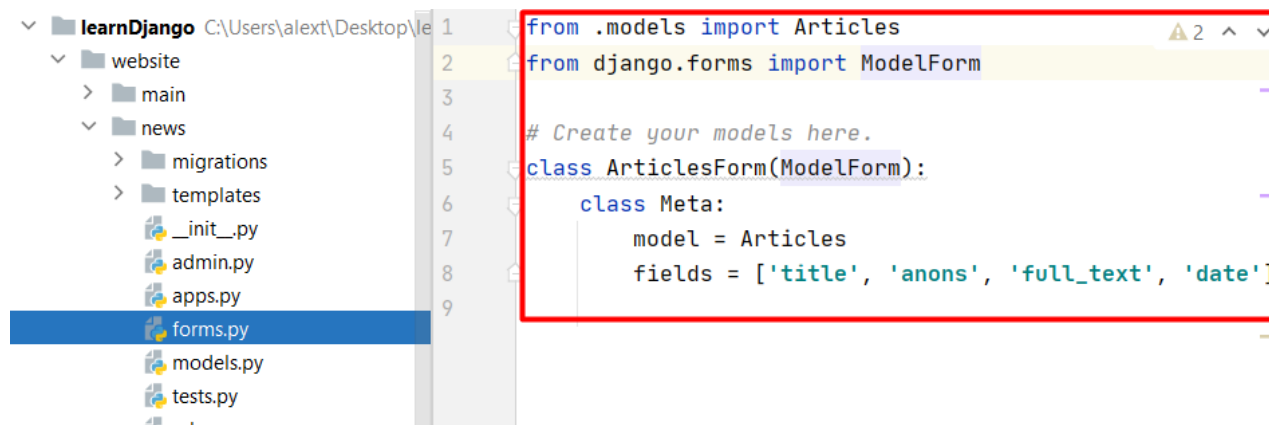 learnDjango C:\Users\alext\Desktop\le
website
main
news
migrations
templates
__init__.py
admin.py
apps.py
forms.py
models.py
tests.py
1 from .models import Articles
2 from django.forms import ModelForm
3
4 # Create your models here.
5 class ArticlesForm(ModelForm):
6 class Meta:
7 model = Articles
8 fields = ['title', 'anons', 'full_text', 'date']
9
2